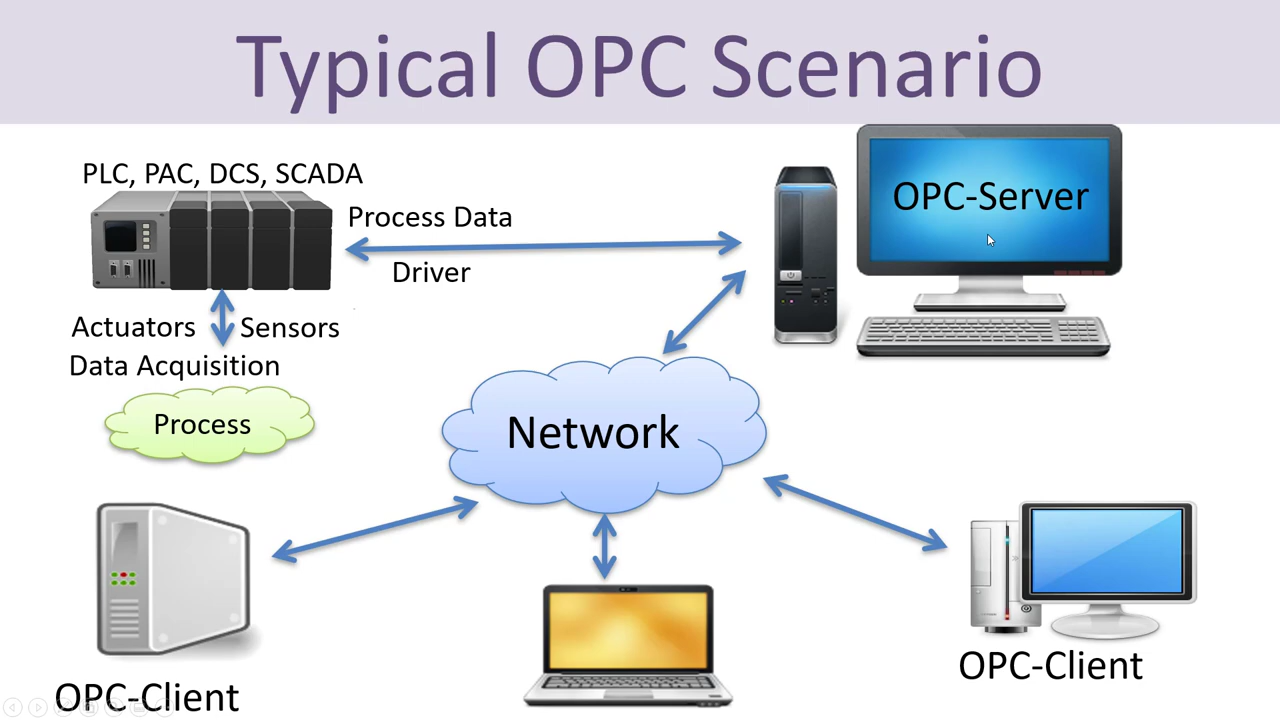 Typical OPC Scenario
PLC, PAC, DCS, SCADA
OPC-Server
Process Data
Driver
Actuators
Sensors
Data Acquisition
Process
Network
OPC-Client
OPC-Client